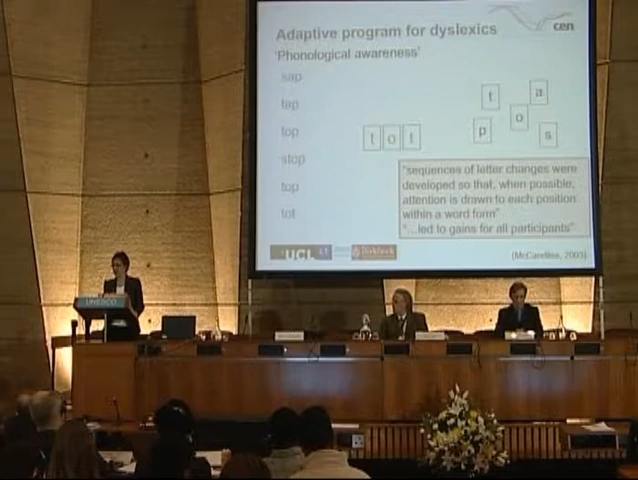 Adaptive program for dyslexics
cen
'Phonological awareness'
sap
tap
top
stop
top
tot
t o t
t a
o
p s
"sequences of letter changes were
developed so that, when possible,
attention is drawn to each position
within a word form"
"...led to gains for all participants"
UCL
Birkbeck
UNESCO